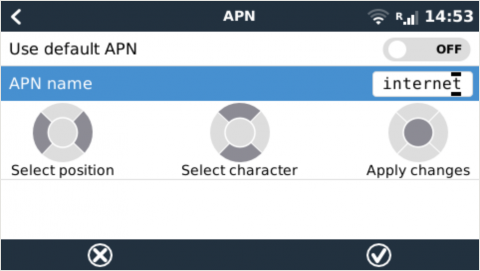 APN
R 14:53
Use default APN OFF
APN name internet
Select position Select character Apply changes